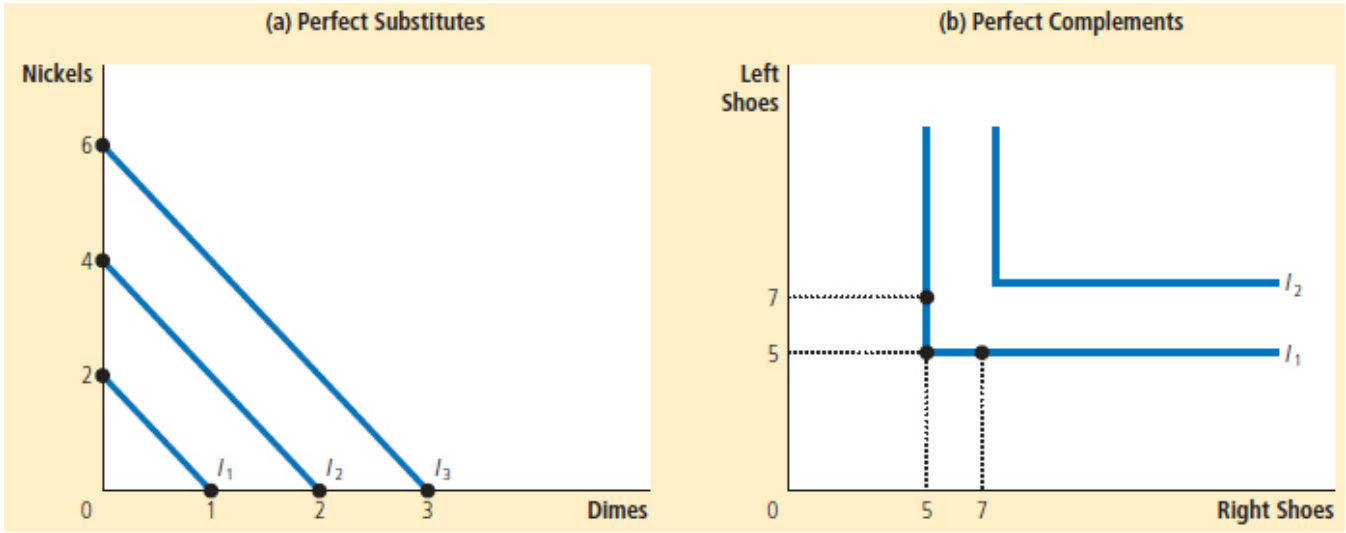 (a) Perfect Substitutes
Nickels
6
4
2
I1
I2
I3
0
1
2
3
Dimes
(b) Perfect Complements
Left
Shoes
7
5
I2
I1
0
5
7
Right Shoes